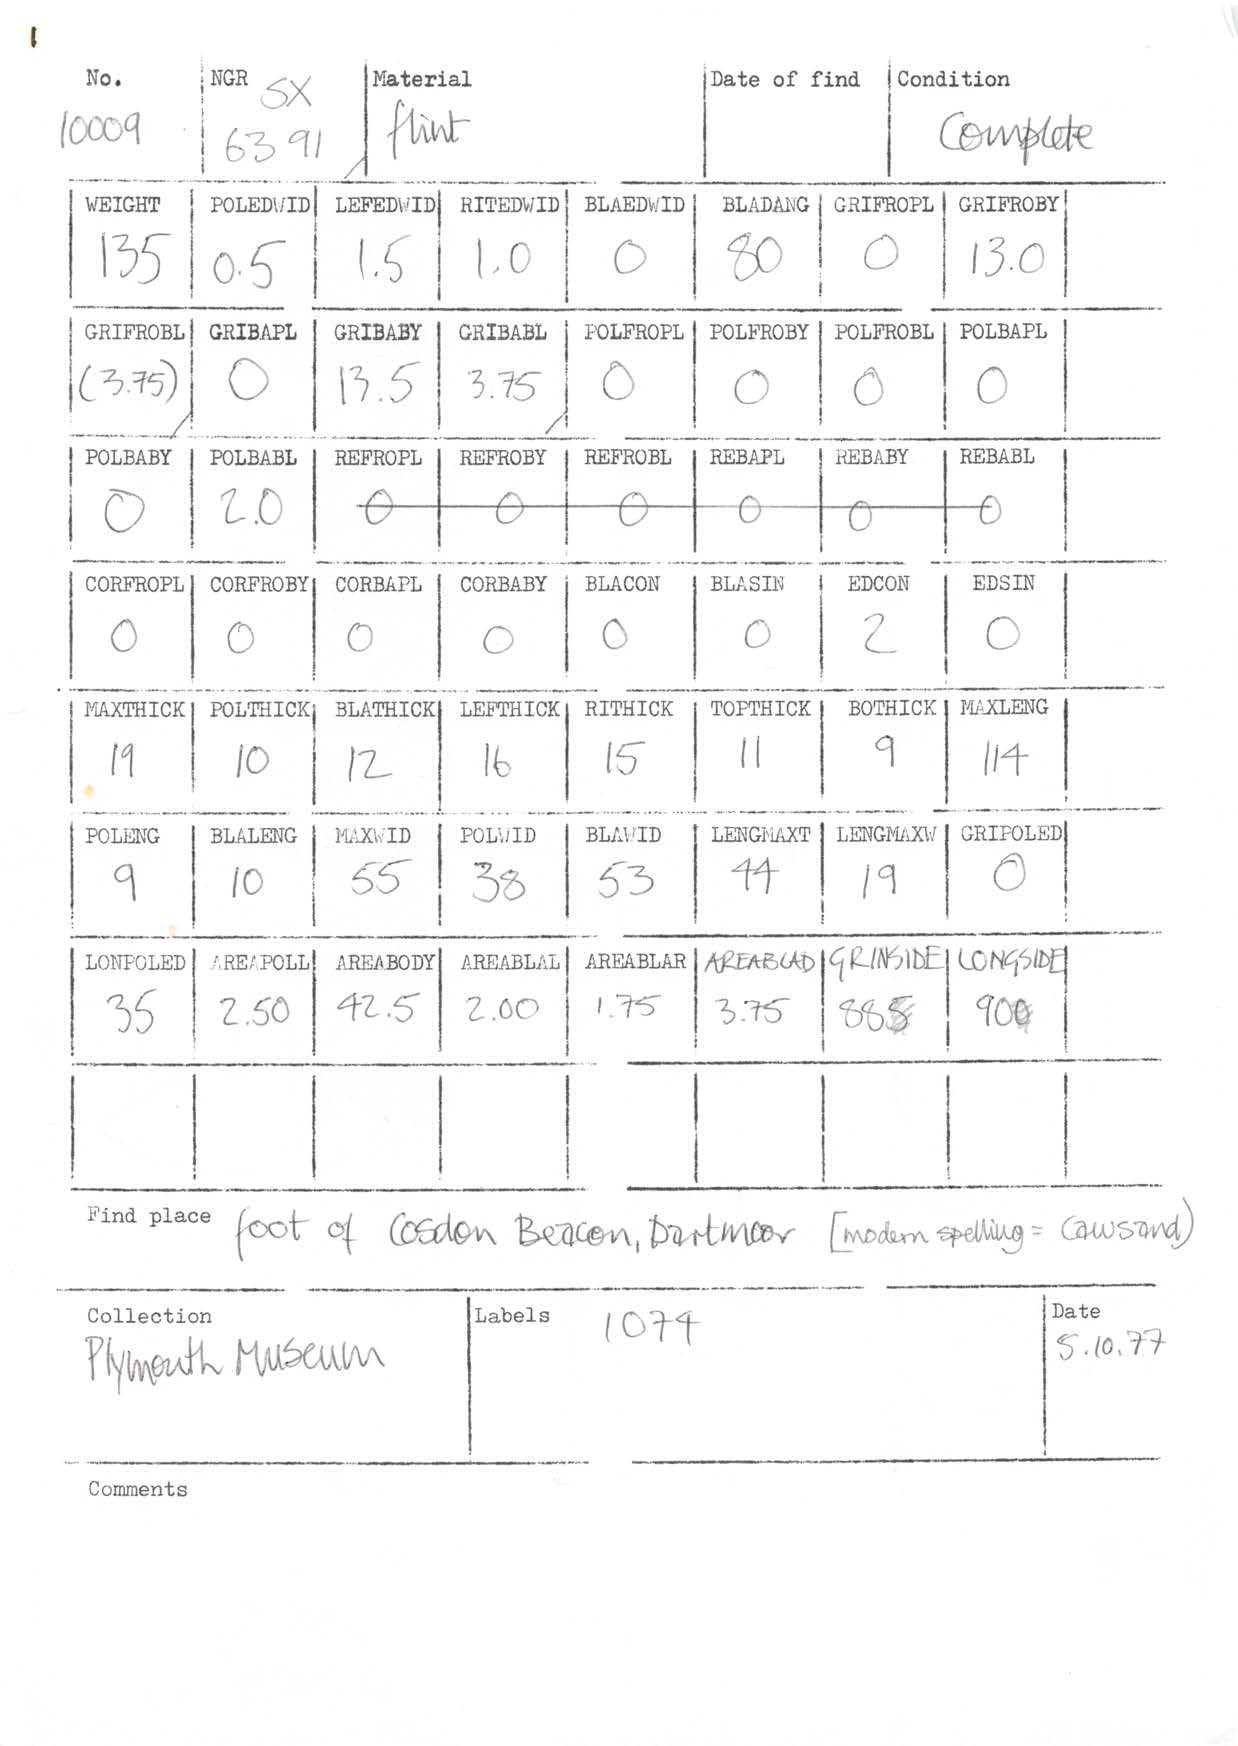 No. NGR Material Date of find Condition
10009 SX 6391 flint Complete
WEIGHT POLEDWID LEFEDWID RITEDWID BLAEDWID BLADANG GRIFROPL GRIFROBY
135 0.5 1.5 1.0 0 80 0 13.0
GRIFROBL GRIBAPL GRIBABY GRIBABL POLFROPL POLFROBY POLFROBL POLBAPL
(3.75) 0 13.5 3.75 0 0 0 0
POLBABY POLBABL REFROPL REFROBY REFROBL REBAPL REBABY REBABL
0 2.0 0 0 0 0 0 0
CORFROPL CORFROBY CORBAPL CORBABY BLACON BLASIN EDCON EDSIN
0 0 0 0 0 0 2 0
MAXTHICK POLTHICK BLATHICK LEFTHICK RITHICK TOPTHICK BOTHICK MAXLENG
19 10 12 16 15 11 9 114
POLENG BLALENG MAXWID POLWID BLAWID LENGMAXT LENGMAXW GRIPOLED
9 10 55 38 53 44 19 0
LONPOLED AREAPOLL AREABODY AREABLAL AREABLAR AREABLAD GRINSIDE LONGSIDE
35 2.50 42.5 2.00 1.75 3.75 885 900
Find place foot of Cosdon Beacon, Dartmoor [modern spelling = Cawsand)
Collection Labels 1074 Date
Plymouth Museum 5.10.77
Comments